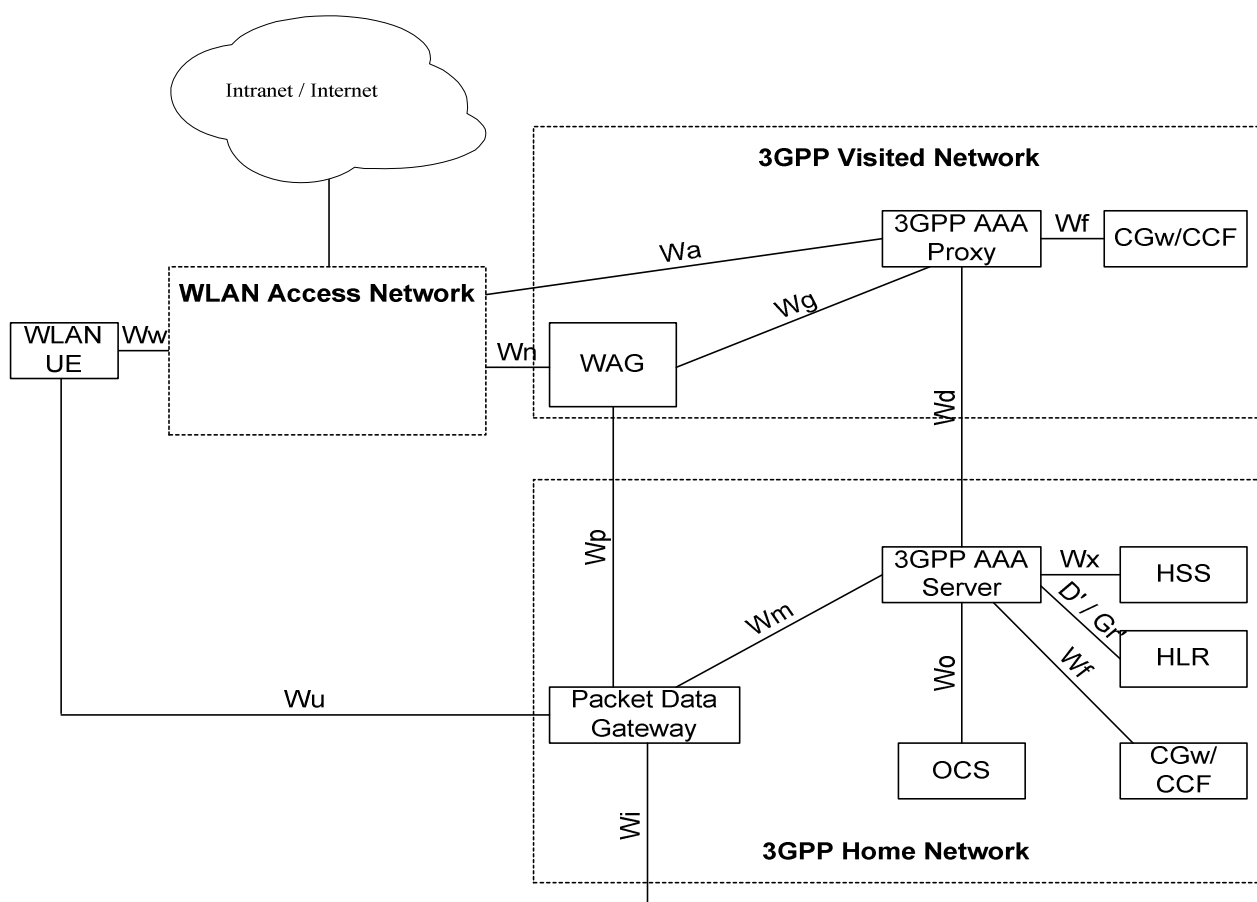 Intranet / Internet
3GPP Visited Network
3GPP AAA
Proxy
Wf
CGw/CCF
Wa
WLAN Access Network
Wg
WLAN
UE
Ww
Wn
WAG
Wd
Wp
3GPP AAA
Server
Wx
HSS
D' / Gr'
HLR
Wm
Wo
Wf
Wu
Packet Data
Gateway
OCS
CGw/
CCF
Wi
3GPP Home Network